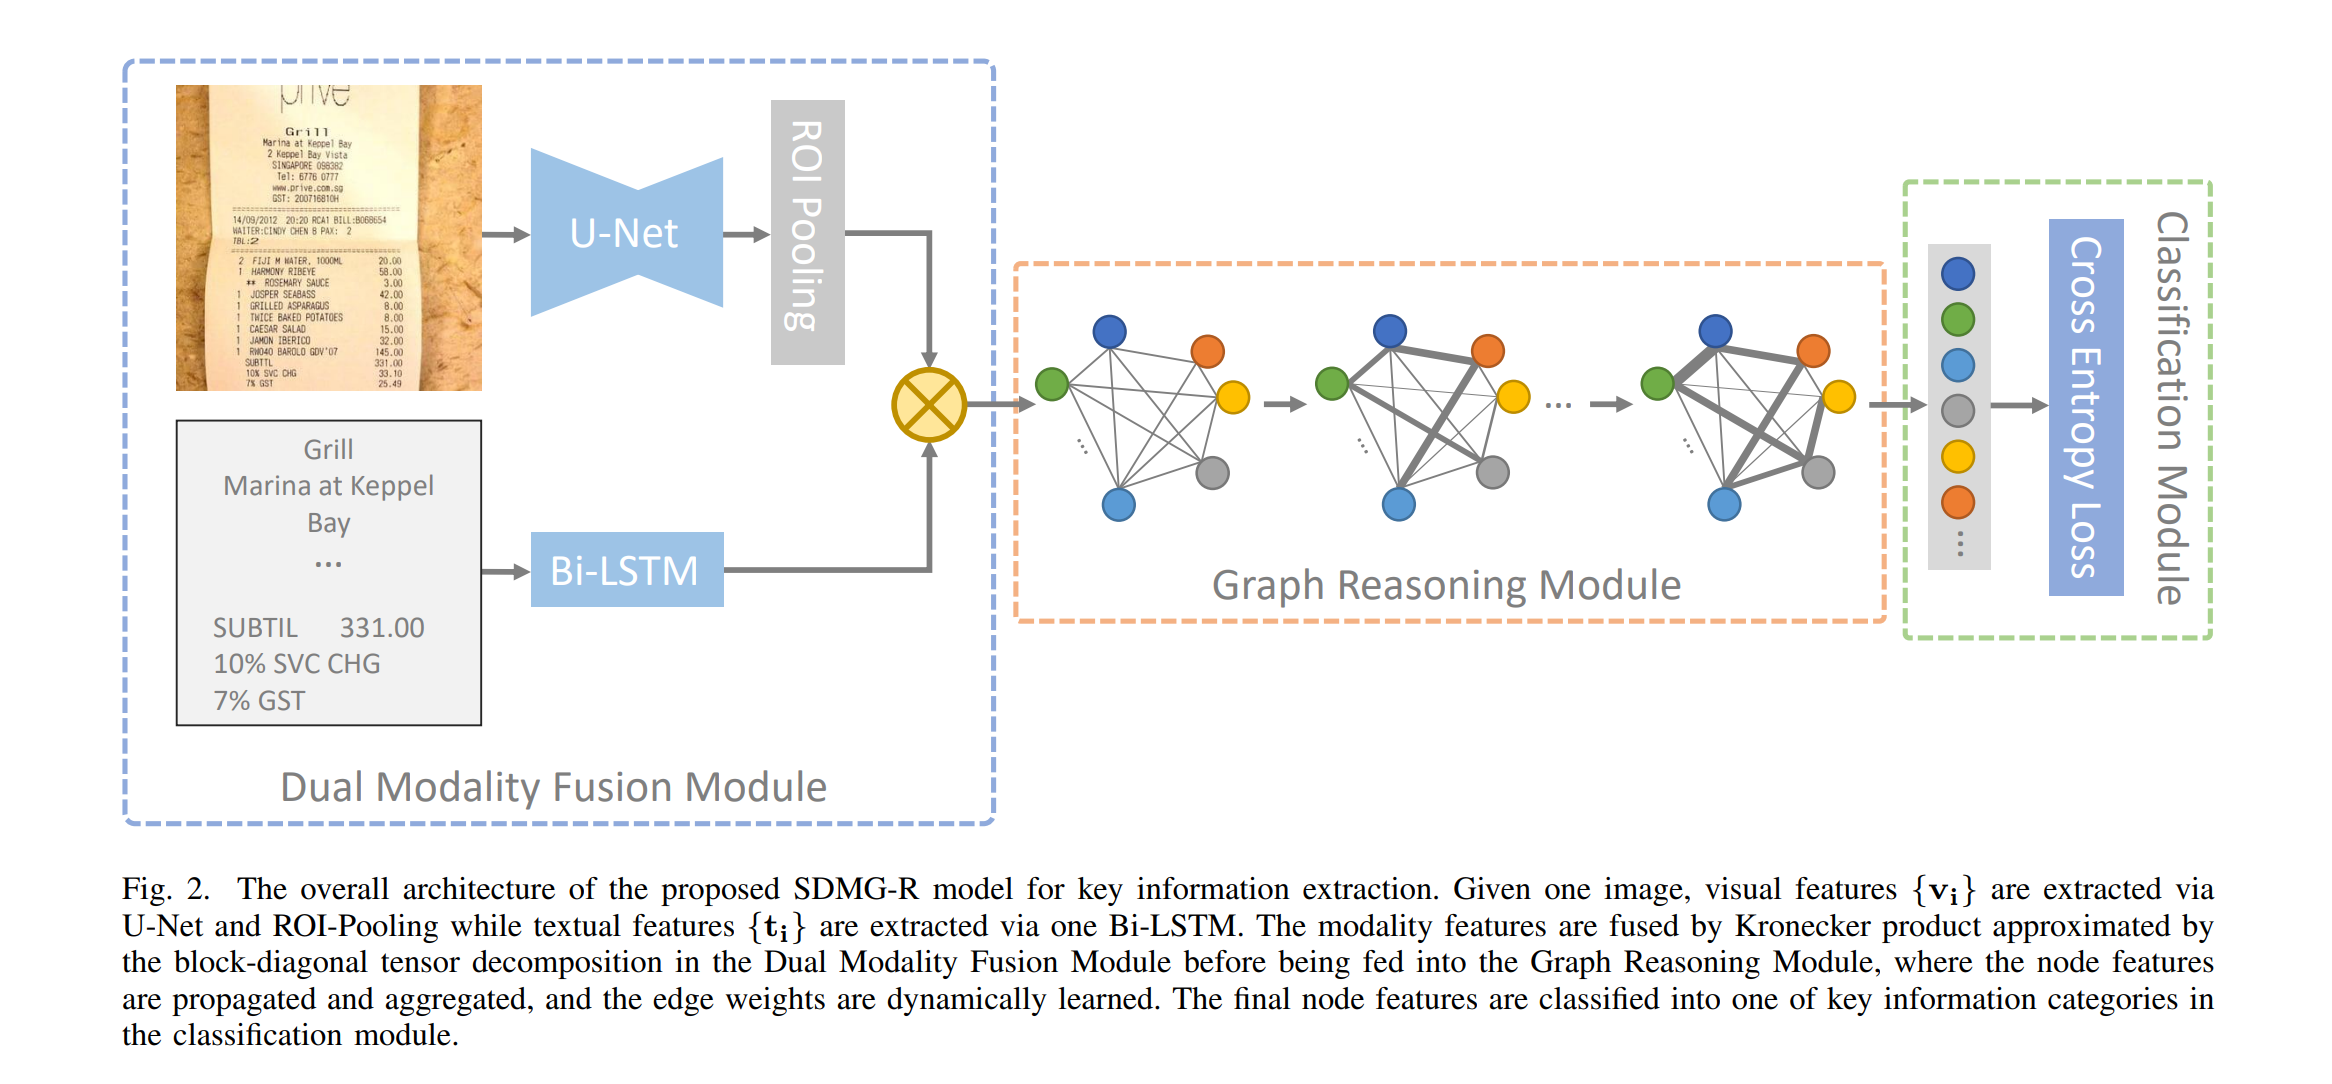 prive
Grill
Marina at Keppel Bay
2 Keppel Bay Vista
SINGAPORE 098382
Tel: 6776 0777
www.prive.com.sg
GST: 200716810H
14/09/2012 20:20 RCA1 BILL:B068654
WAITER:CINDY CHEN B PAX: 2
TBL:2
2 FIJI M WATER, 1000ML 20.00
1 HARMONY RIBEYE 58.00
** ROSEMARY SAUCE 3.00
1 JOSPER SEABASS 42.00
1 GRILLED ASPARAGUS 8.00
1 TWICE BAKED POTATOES 8.00
1 CAESAR SALAD 15.00
1 JAMON IBERICO 32.00
1 RW040 BAROLO GDV'07 145.00
SUBTTL 331.00
10% SVC CHG 33.10
7% GST 25.49
Grill
Marina at Keppel
Bay
...
SUBTIL 331.00
10% SVC CHG
7% GST
U-Net
ROI Pooling
Bi-LSTM
Dual Modality Fusion Module
...
Graph Reasoning Module
...
Cross Entropy Loss
Classification Module
Fig. 2. The overall architecture of the proposed SDMG-R model for key information extraction. Given one image, visual features {vᵢ} are extracted via
U-Net and ROI-Pooling while textual features {tᵢ} are extracted via one Bi-LSTM. The modality features are fused by Kronecker product approximated by
the block-diagonal tensor decomposition in the Dual Modality Fusion Module before being fed into the Graph Reasoning Module, where the node features
are propagated and aggregated, and the edge weights are dynamically learned. The final node features are classified into one of key information categories in
the classification module.